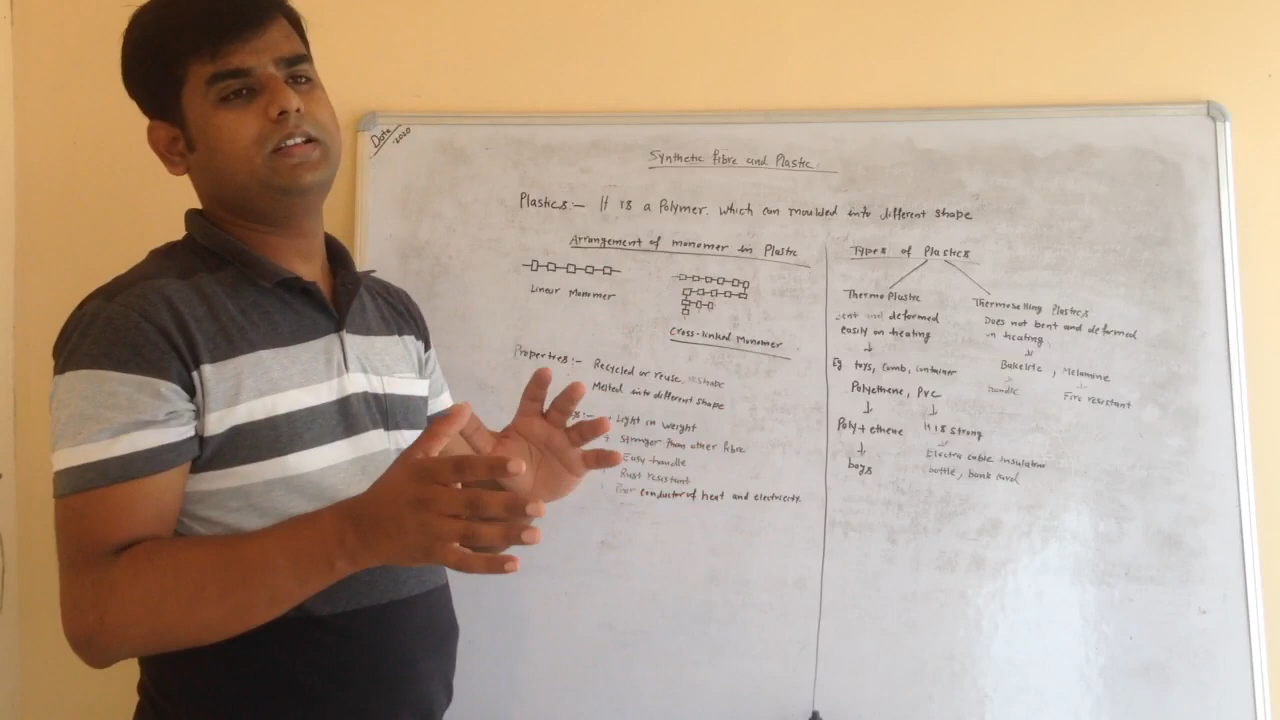 Date
2020
Synthetic fibre and Plastic
Plastics:- It is a Polymer. which can moulded into different shape
Arrangement of monomer in Plastic
Linear Monomer
Cross-linked Monomer
Properties:- Recycled or reuse, reshape
Melted into different shape
Light in weight
Stronger than other fibre
Easy handle
Rust resistant
Poor conductor of heat and electricity.
Types of Plastics
Thermo Plastic
bent and deformed
easily on heating
Eg toys, comb, container
Polyethene, PVC
Poly+ethene
It is strong
Electric cable insulation
bags
bottle, bank card
Thermoselling Plastics
Does not bent and deformed
on heating
Bakelite, Melamine
handle
Fire resistant